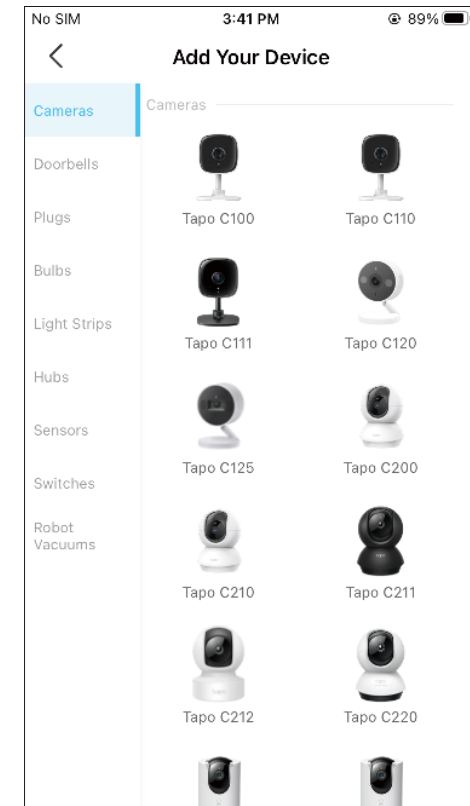 No SIM 3:41 PM 89%
Add Your Device
Cameras
Doorbells
Plugs
Bulbs
Light Strips
Hubs
Sensors
Switches
Robot
Vacuums
Cameras
Tapo C100 Tapo C110
Tapo C111 Tapo C120
Tapo C125 Tapo C200
Tapo C210 Tapo C211
Tapo C212 Tapo C220